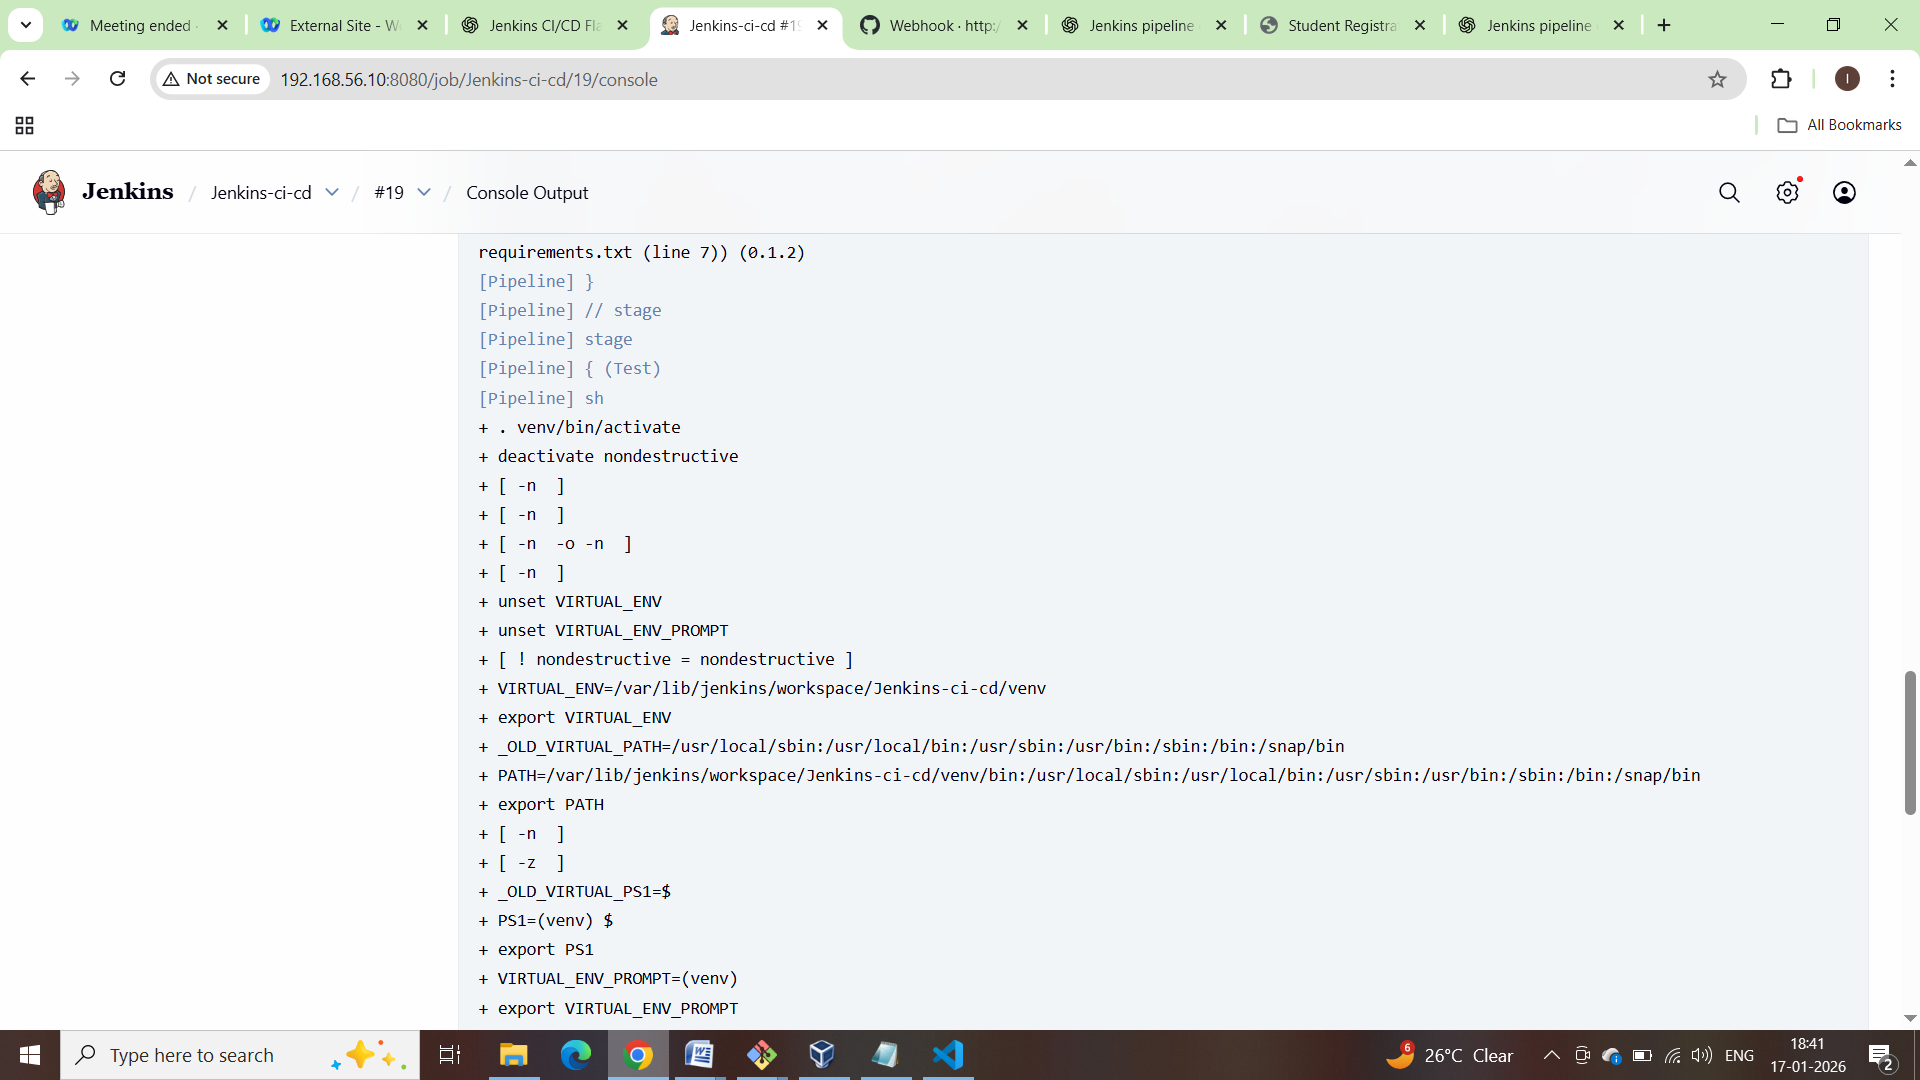 Meeting ended
External Site - W
Jenkins CI/CD Fla
Jenkins-ci-cd #19
Webhook · http:/
Jenkins pipeline
Student Registra
Jenkins pipeline
Not secure
192.168.56.10:8080/job/Jenkins-ci-cd/19/console
I
All Bookmarks
Jenkins / Jenkins-ci-cd / #19 / Console Output
requirements.txt (line 7)) (0.1.2)
[Pipeline] }
[Pipeline] // stage
[Pipeline] stage
[Pipeline] { (Test)
[Pipeline] sh
+ . venv/bin/activate
+ deactivate nondestructive
+ [ -n  ]
+ [ -n  ]
+ [ -n  -o -n  ]
+ [ -n  ]
+ unset VIRTUAL_ENV
+ unset VIRTUAL_ENV_PROMPT
+ [ ! nondestructive = nondestructive ]
+ VIRTUAL_ENV=/var/lib/jenkins/workspace/Jenkins-ci-cd/venv
+ export VIRTUAL_ENV
+ _OLD_VIRTUAL_PATH=/usr/local/sbin:/usr/local/bin:/usr/sbin:/usr/bin:/sbin:/bin:/snap/bin
+ PATH=/var/lib/jenkins/workspace/Jenkins-ci-cd/venv/bin:/usr/local/sbin:/usr/local/bin:/usr/sbin:/usr/bin:/sbin:/bin:/snap/bin
+ export PATH
+ [ -n  ]
+ [ -z  ]
+ _OLD_VIRTUAL_PS1=$
+ PS1=(venv) $
+ export PS1
+ VIRTUAL_ENV_PROMPT=(venv)
+ export VIRTUAL_ENV_PROMPT
Type here to search
6
26°C Clear
ENG
18:41
17-01-2026
2